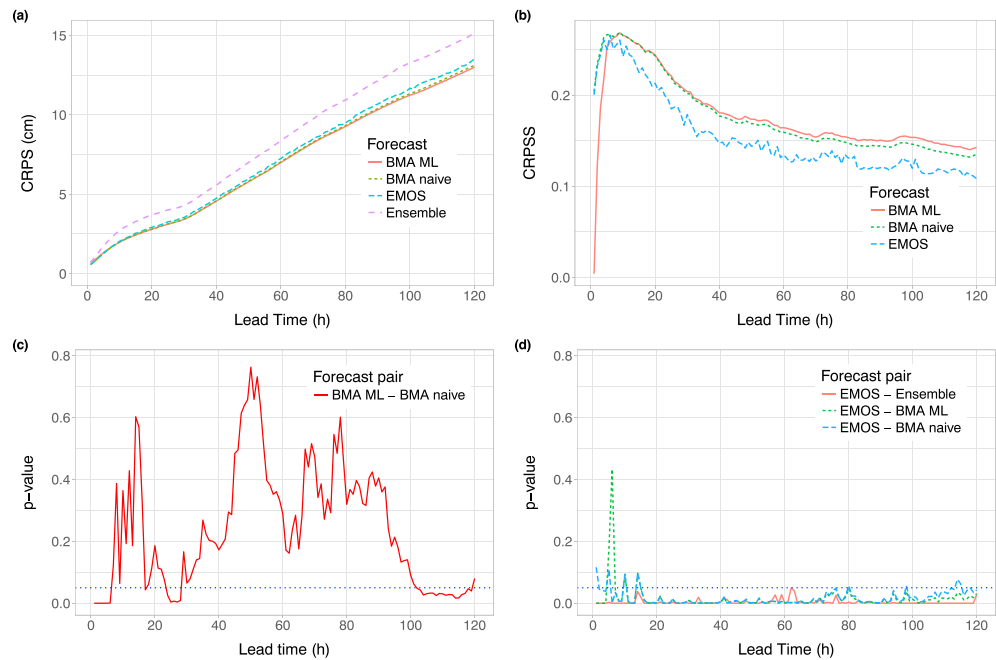 (a)
15
10
5
0
CRPS (cm)
0 20 40 60 80 100 120
Lead Time (h)
Forecast
BMA ML
BMA naive
EMOS
Ensemble
(b)
0.2
0.1
0.0
CRPSS
0 20 40 60 80 100 120
Lead Time (h)
Forecast
BMA ML
BMA naive
EMOS
(c)
0.8
0.6
0.4
0.2
0.0
p−value
0 20 40 60 80 100 120
Lead time (h)
Forecast pair
BMA ML − BMA naive
(d)
0.8
0.6
0.4
0.2
0.0
p−value
0 20 40 60 80 100 120
Lead Time (h)
Forecast pair
EMOS − Ensemble
EMOS − BMA ML
EMOS − BMA naive